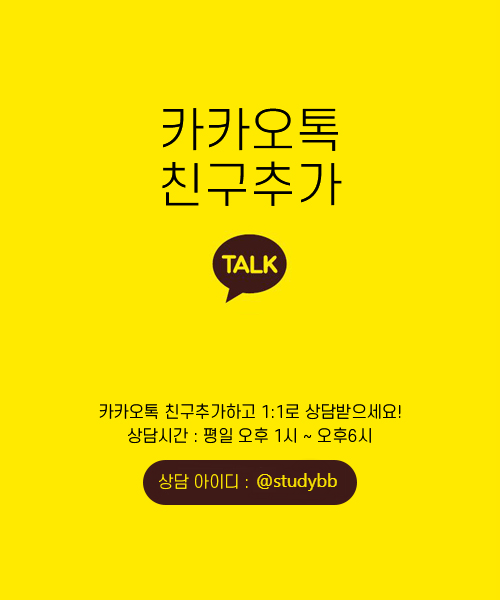 카카오톡
친구추가
TALK
카카오톡 친구추가하고 1:1로 상담받으세요!
상담시간 : 평일 오후 1시 ~ 오후6시
상담 아이디 : @studybb